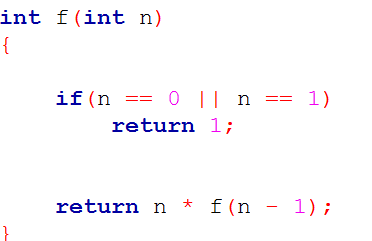 int f(int n)
{
if(n == 0 || n == 1)
return 1;
return n * f(n - 1);
}